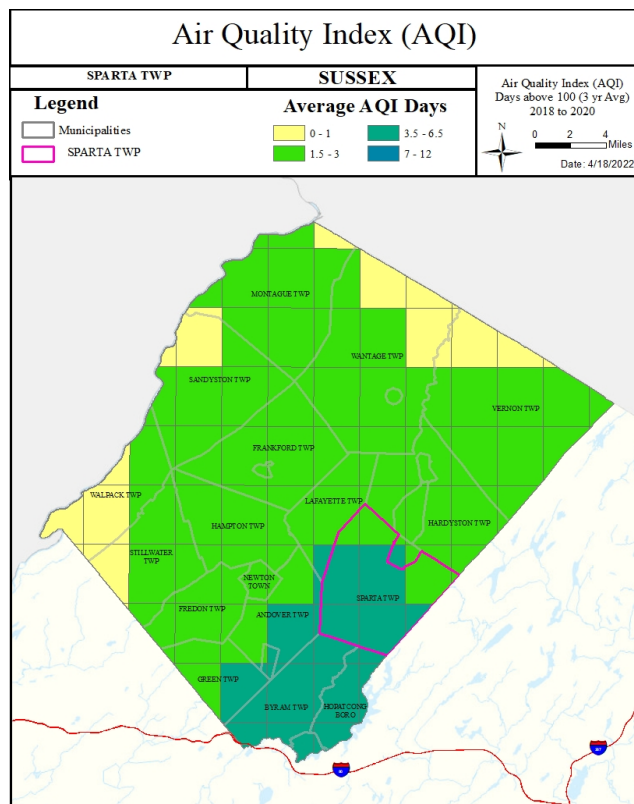 Air Quality Index (AQI)
SPARTA TWP
SUSSEX
Legend
Municipalities
SPARTA TWP
Average AQI Days
0 - 1
3.5 - 6.5
1.5 - 3
7 - 12
Air Quality Index (AQI)
Days above 100 (3 yr Avg)
2018 to 2020
N
0 2 4
Miles
Date: 4/18/2022
MONTAGUE TWP
WANTAGE TWP
SANDYSTON TWP
VERNON TWP
FRANKFORD TWP
WALPACK TWP
LAFAYETTE TWP
HAMPTON TWP
HARDYSTON TWP
STILLWATER
TWP
NEWTON
TOWN
SPARTA TWP
FREDON TWP
ANDOVER TWP
GREEN TWP
BYRAM TWP
HOPATCONG
BORO